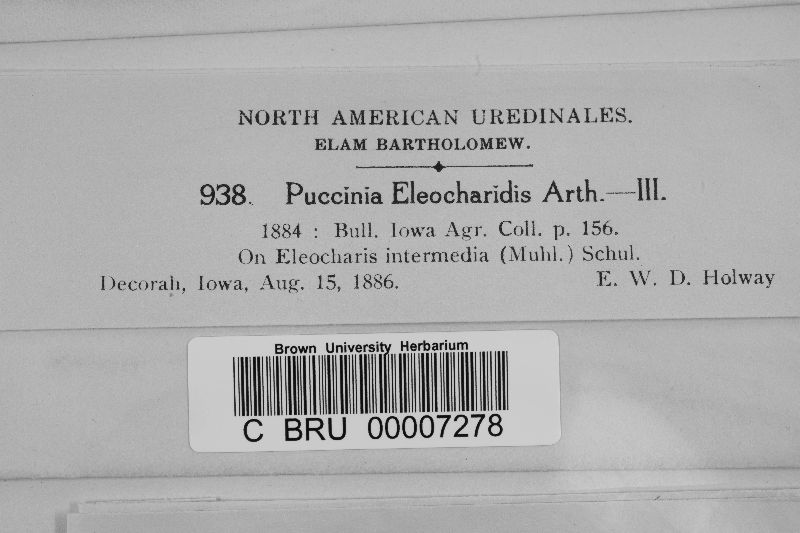 NORTH AMERICAN UREDINALES.
ELAM BARTHOLOMEW.
938. Puccinia Eleocharidis Arth.—III.
1884 : Bull. Iowa Agr. Coll. p. 156.
On Eleocharis intermedia (Muhl.) Schul.
Decorah, Iowa, Aug. 15, 1886. E. W. D. Holway
Brown University Herbarium
C BRU 00007278